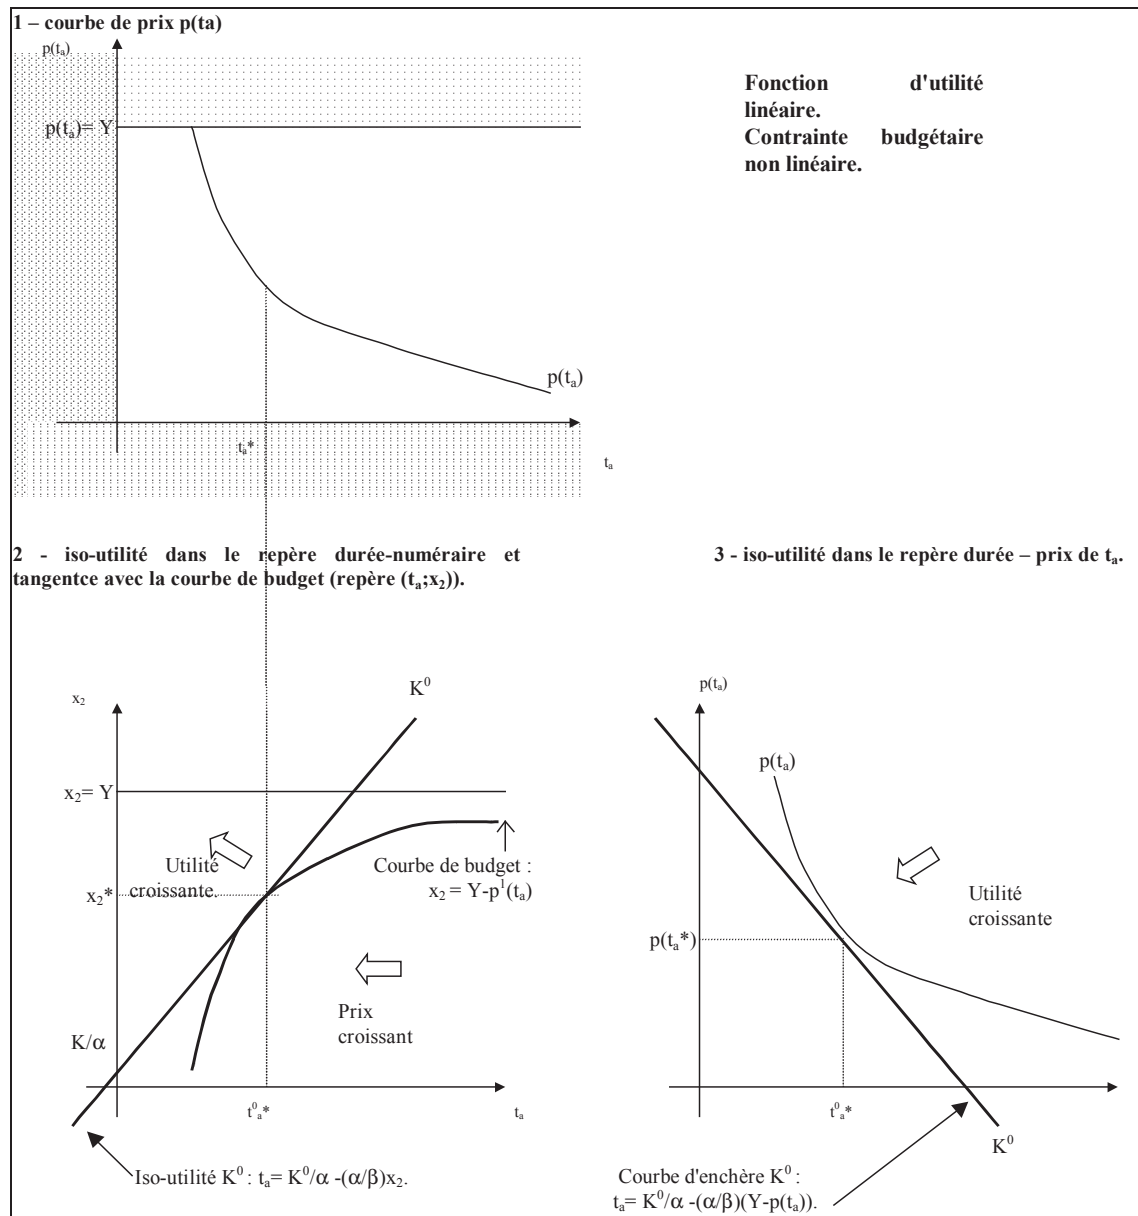 1 – courbe de prix p(ta)
p(tₐ)
Fonction d'utilité
linéaire.
Contrainte budgétaire
non linéaire.
p(tₐ)= Y
p(tₐ)
tₐ*
tₐ
2 - iso-utilité dans le repère durée-numéraire et
tangentce avec la courbe de budget (repère (tₐ;x₂)).
3 - iso-utilité dans le repère durée – prix de tₐ.
x₂
K⁰
x₂= Y
Utilité
croissante.
Courbe de budget :
x₂ = Y-p¹(tₐ)
x₂*
Prix
croissant
K/α
t⁰ₐ*
tₐ
Iso-utilité K⁰ : tₐ= K⁰/α -(α/β)x₂.
p(tₐ)
p(tₐ)
Utilité
croissante
p(tₐ*)
t⁰ₐ*
K⁰
Courbe d'enchère K⁰ :
tₐ= K⁰/α -(α/β)(Y-p(tₐ)).